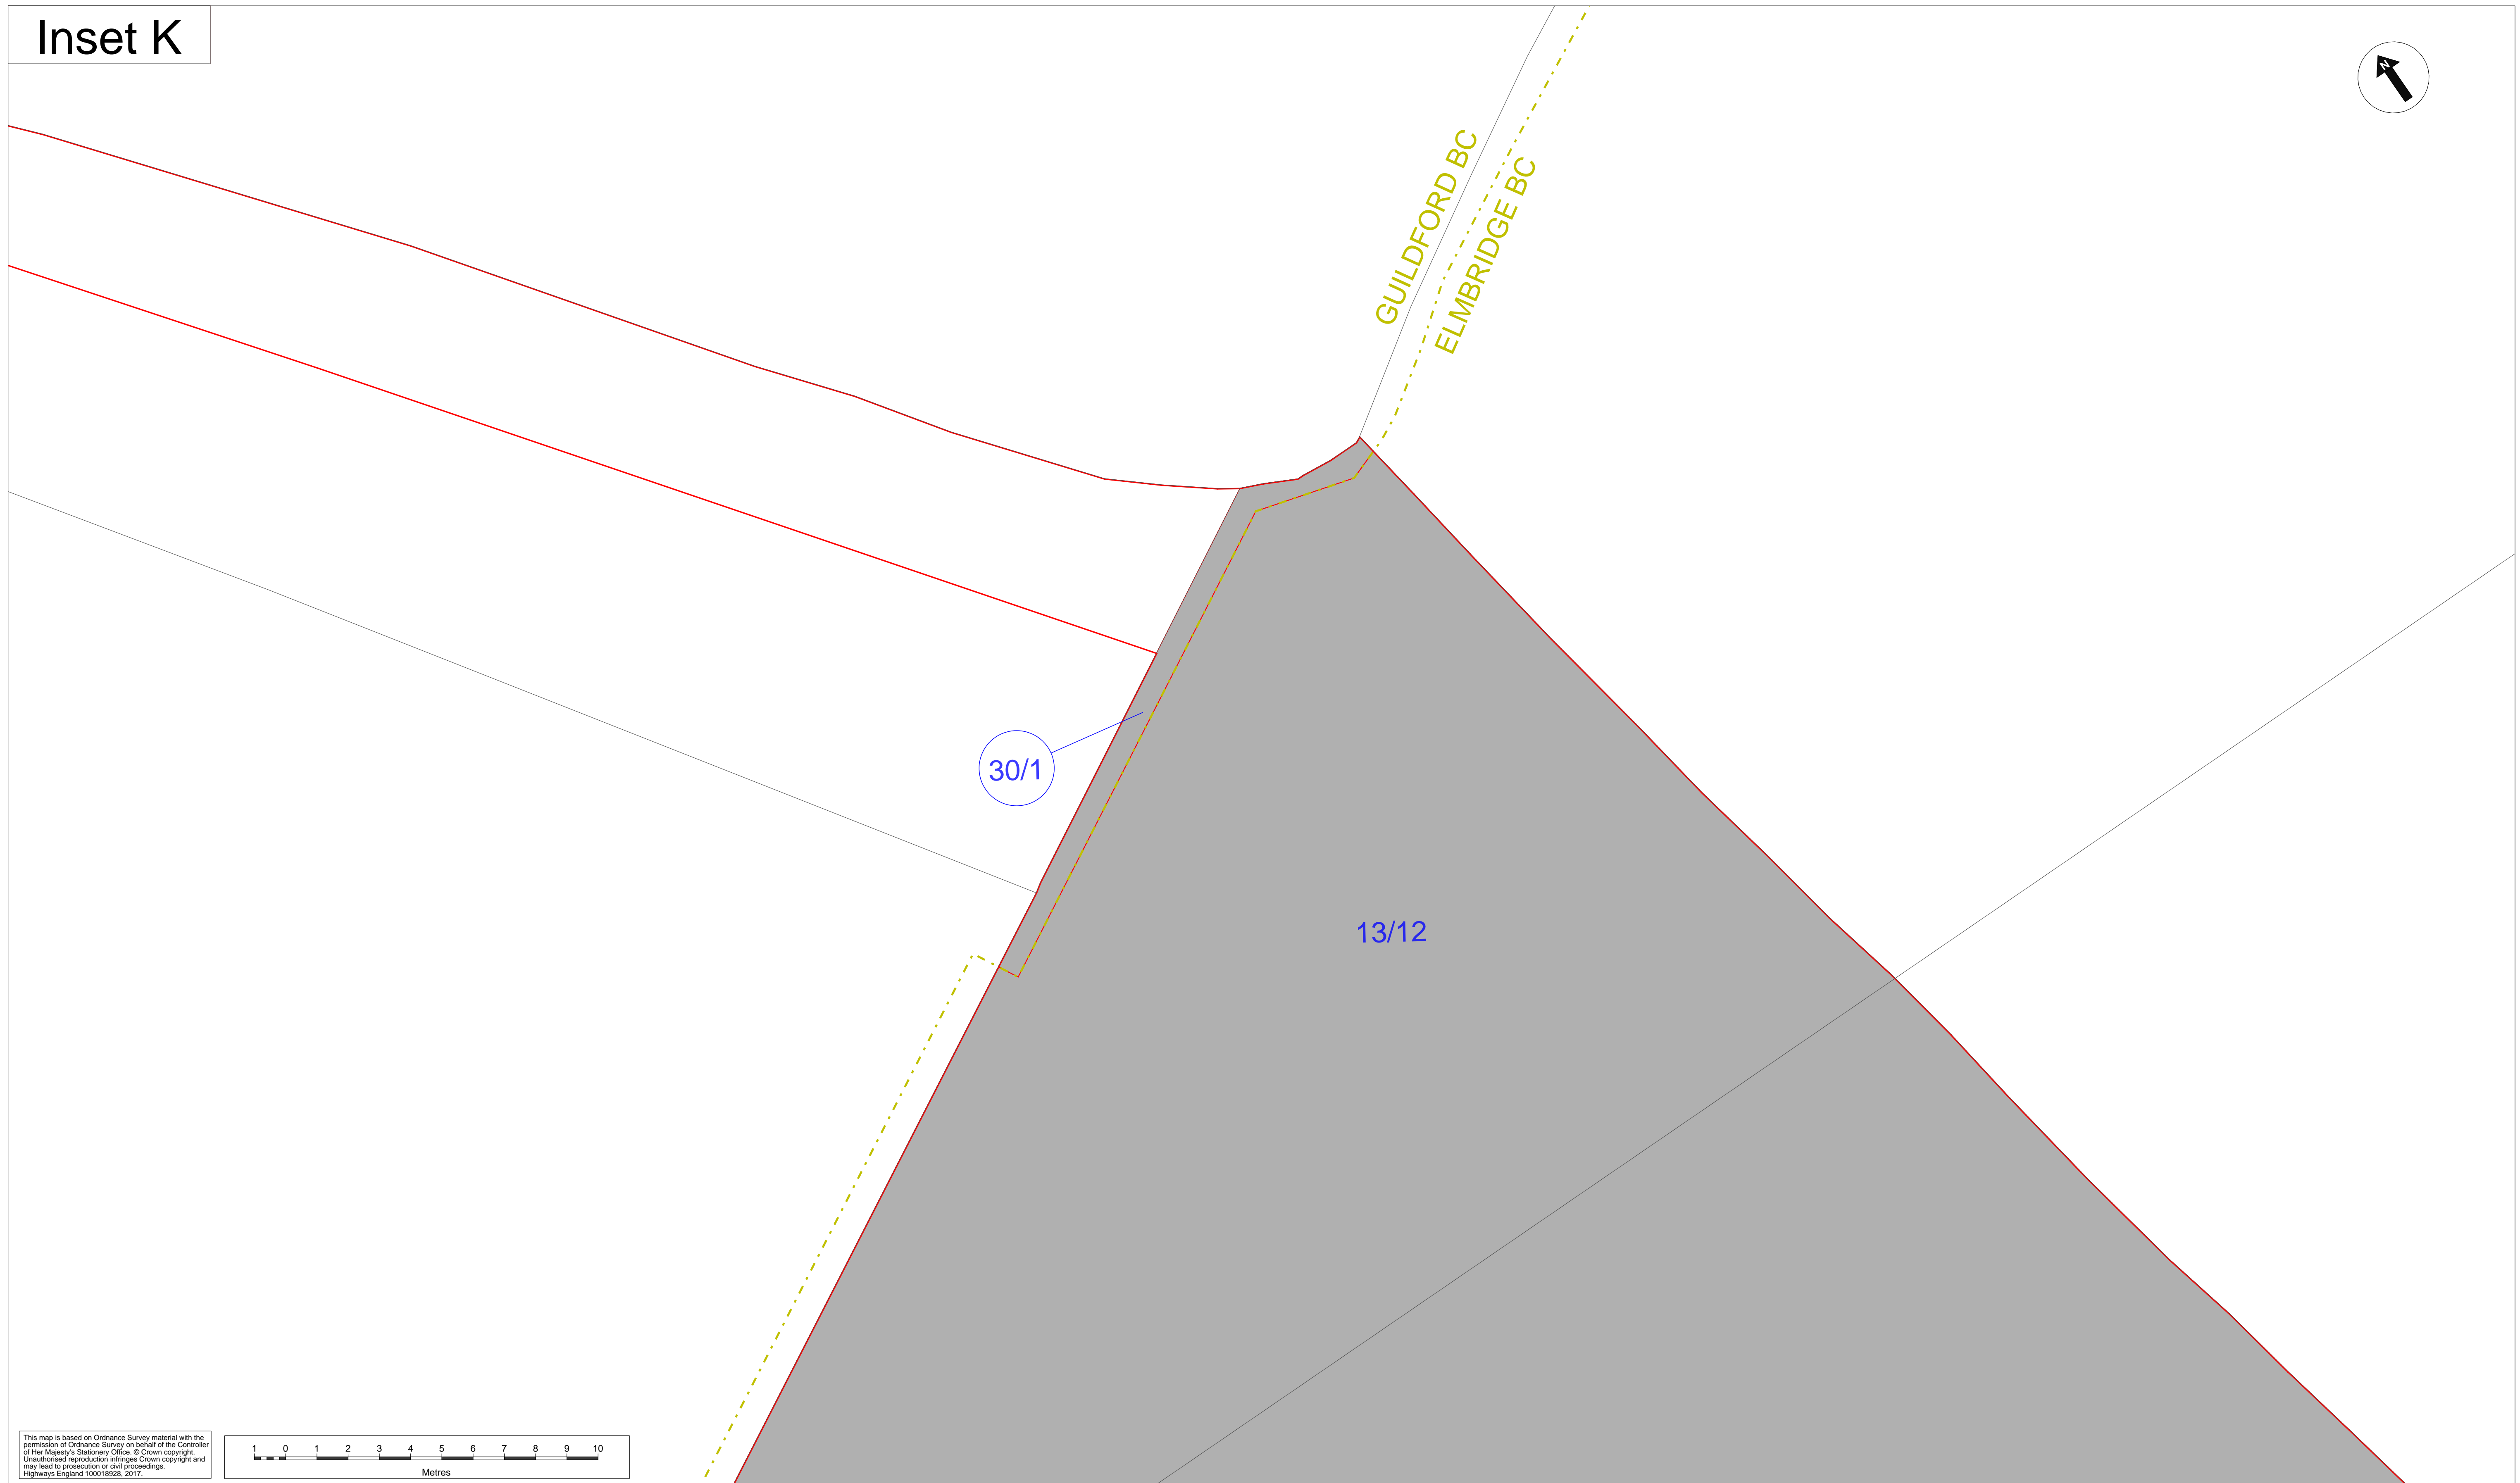 Inset K
N
GUILDFORD BC
ELMBRIDGE BC
30/1
13/12
This map is based on Ordnance Survey material with the
permission of Ordnance Survey on behalf of the Controller
of Her Majesty's Stationery Office. © Crown copyright.
Unauthorised reproduction infringes Crown copyright and
may lead to prosecution or civil proceedings.
Highways England 100018928, 2017.
1 0 1 2 3 4 5 6 7 8 9 10
Metres